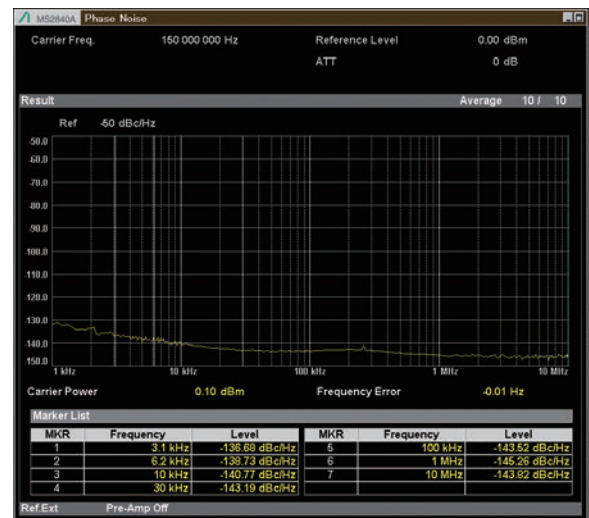 MS2840A Phase Noise
Carrier Freq. 150 000 000 Hz Reference Level 0.00 dBm
ATT 0 dB
Result Average 10 / 10
Ref -50 dBc/Hz
-50.0
-60.0
-70.0
-80.0
-90.0
-100.0
-110.0
-120.0
-130.0
-140.0
-150.0
1 kHz 10 kHz 100 kHz 1 MHz 10 MHz
Carrier Power 0.10 dBm Frequency Error -0.01 Hz
Marker List
MKR Frequency Level MKR Frequency Level
1 3.1 kHz -136.68 dBc/Hz 5 100 kHz -143.52 dBc/Hz
2 6.2 kHz -138.73 dBc/Hz 6 1 MHz -145.26 dBc/Hz
3 10 kHz -140.77 dBc/Hz 7 10 MHz -143.82 dBc/Hz
4 30 kHz -143.19 dBc/Hz
Ref.Ext Pre-Amp Off